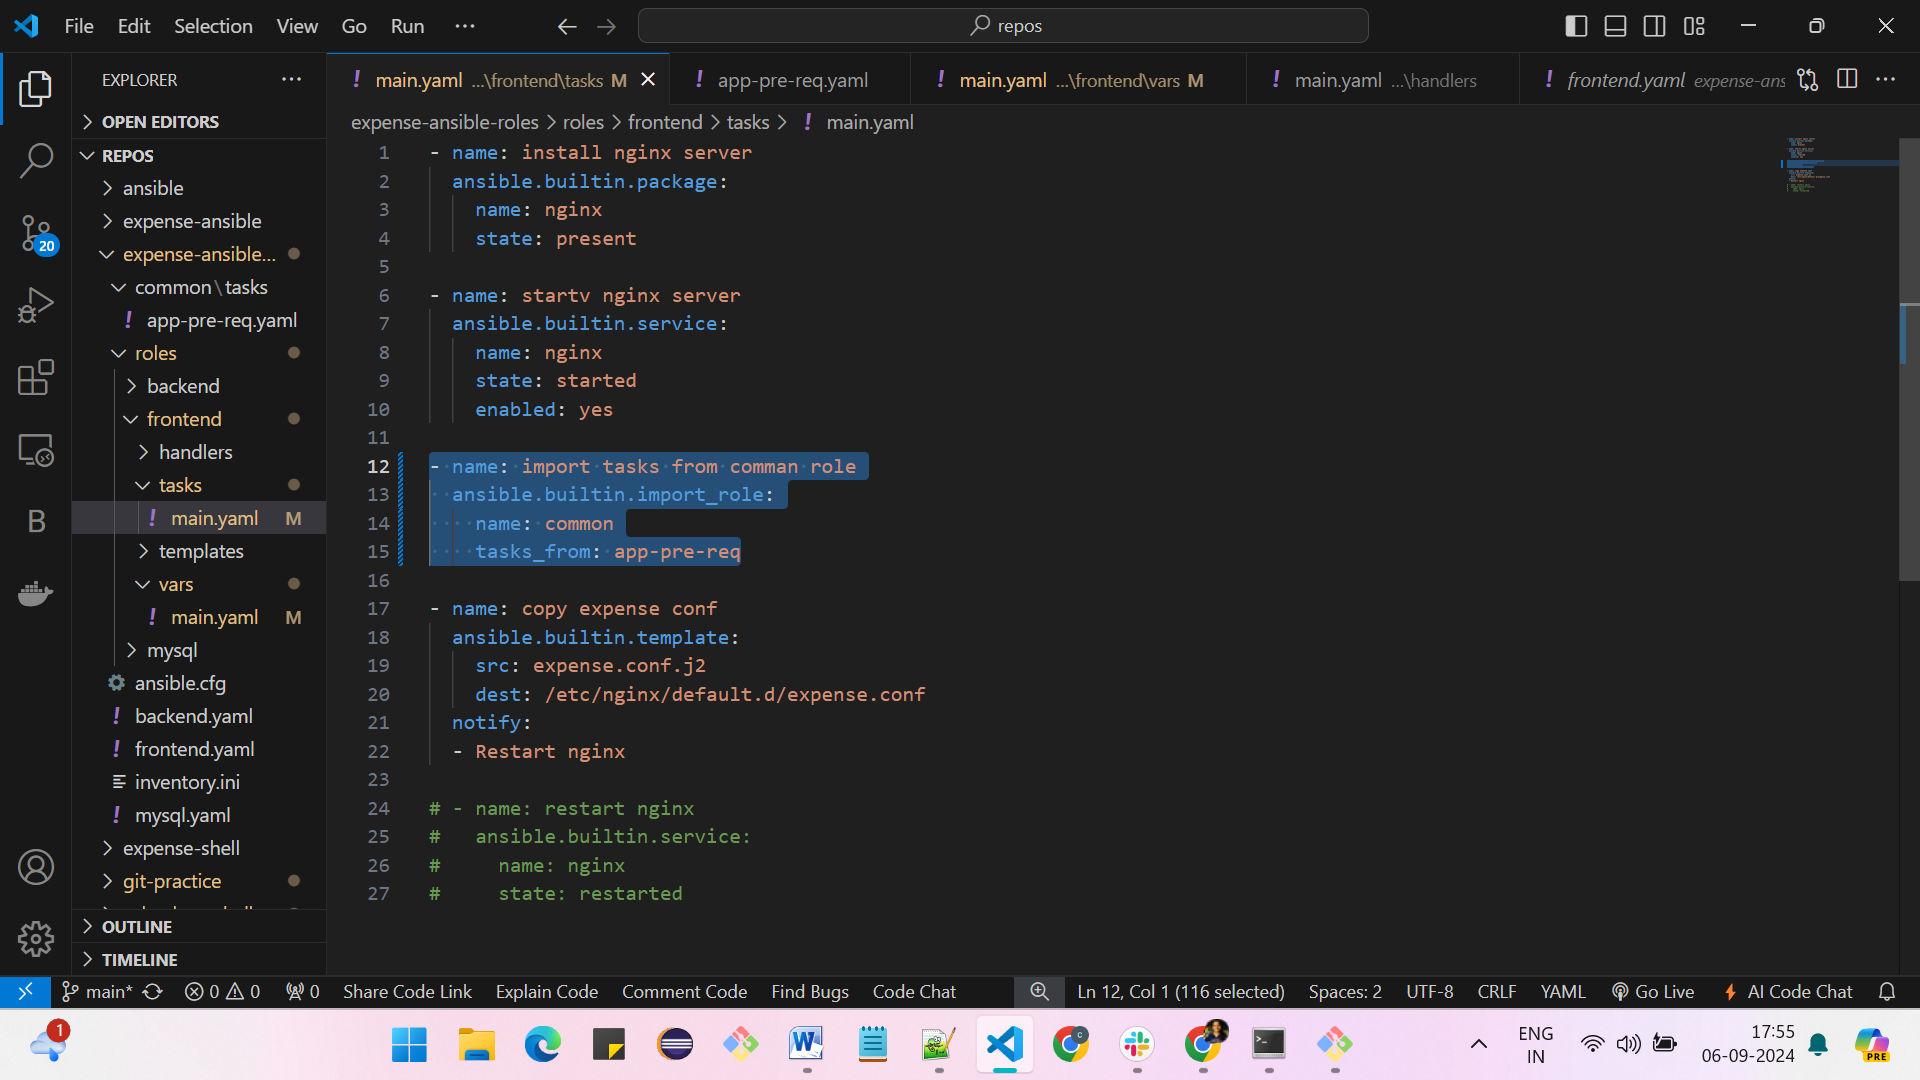 File Edit Selection View Go Run ··· repos
EXPLORER ···
OPEN EDITORS
REPOS
ansible
expense-ansible
expense-ansible...
common\tasks
! app-pre-req.yaml
roles
backend
frontend
handlers
tasks
! main.yaml M
templates
vars
! main.yaml M
mysql
ansible.cfg
! backend.yaml
! frontend.yaml
inventory.ini
! mysql.yaml
expense-shell
git-practice
OUTLINE
TIMELINE
20
B
! main.yaml ...\frontend\tasks M ! app-pre-req.yaml ! main.yaml ...\frontend\vars M ! main.yaml ...\handlers ! frontend.yaml expense-ans ···
expense-ansible-roles > roles > frontend > tasks > ! main.yaml
1 - name: install nginx server
2 ansible.builtin.package:
3 name: nginx
4 state: present
5
6 - name: startv nginx server
7 ansible.builtin.service:
8 name: nginx
9 state: started
10 enabled: yes
11
12 - name: import tasks from comman role
13 ansible.builtin.import_role:
14 name: common
15 tasks_from: app-pre-req
16
17 - name: copy expense conf
18 ansible.builtin.template:
19 src: expense.conf.j2
20 dest: /etc/nginx/default.d/expense.conf
21 notify:
22 - Restart nginx
23
24 # - name: restart nginx
25 # ansible.builtin.service:
26 # name: nginx
27 # state: restarted
main* 0 0 0 Share Code Link Explain Code Comment Code Find Bugs Code Chat Ln 12, Col 1 (116 selected) Spaces: 2 UTF-8 CRLF YAML Go Live AI Code Chat
1
ENG
IN
17:55
06-09-2024
PRE